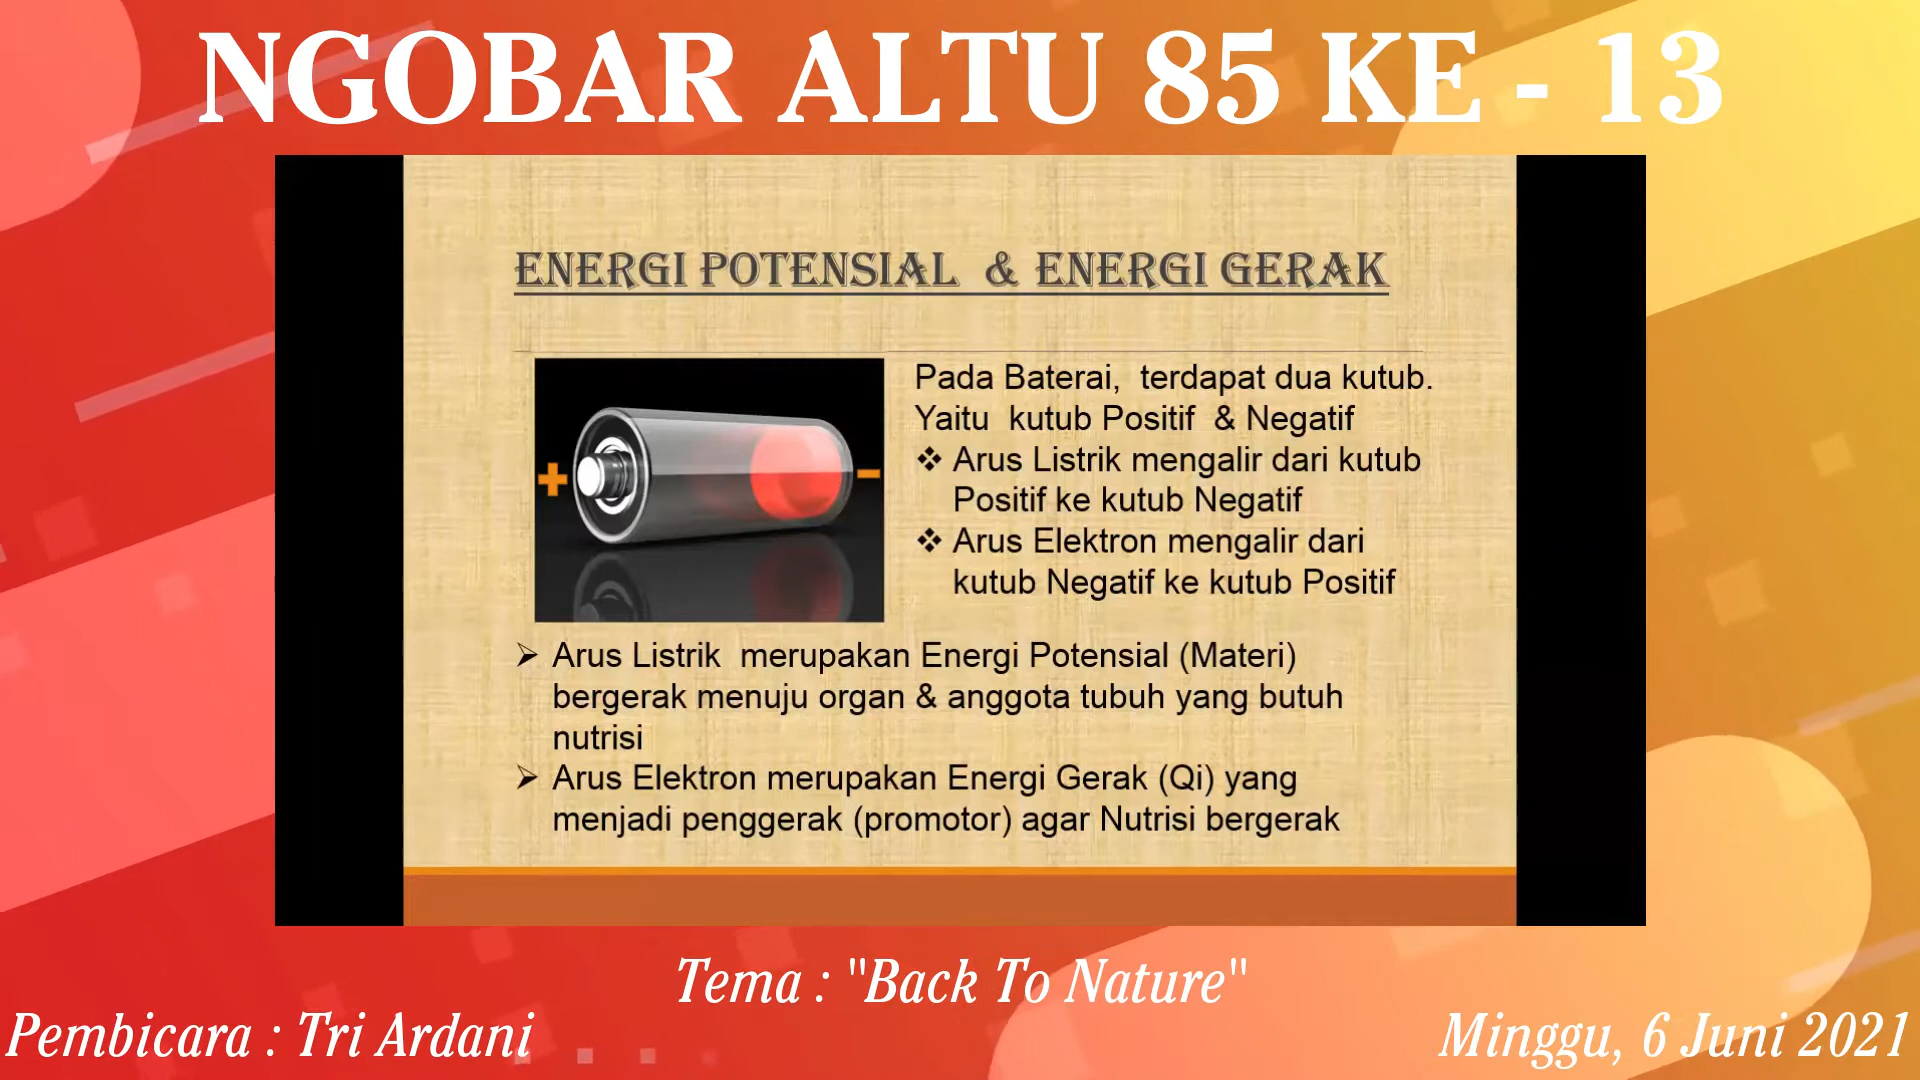 NGOBAR ALTU 85 KE - 13
ENERGI POTENSIAL & ENERGI GERAK
Pada Baterai, terdapat dua kutub.
Yaitu kutub Positif & Negatif
❖ Arus Listrik mengalir dari kutub
Positif ke kutub Negatif
❖ Arus Elektron mengalir dari
kutub Negatif ke kutub Positif
+ -
➢ Arus Listrik merupakan Energi Potensial (Materi)
bergerak menuju organ & anggota tubuh yang butuh
nutrisi
➢ Arus Elektron merupakan Energi Gerak (Qi) yang
menjadi penggerak (promotor) agar Nutrisi bergerak
Tema : "Back To Nature"
Pembicara : Tri Ardani
Minggu, 6 Juni 2021